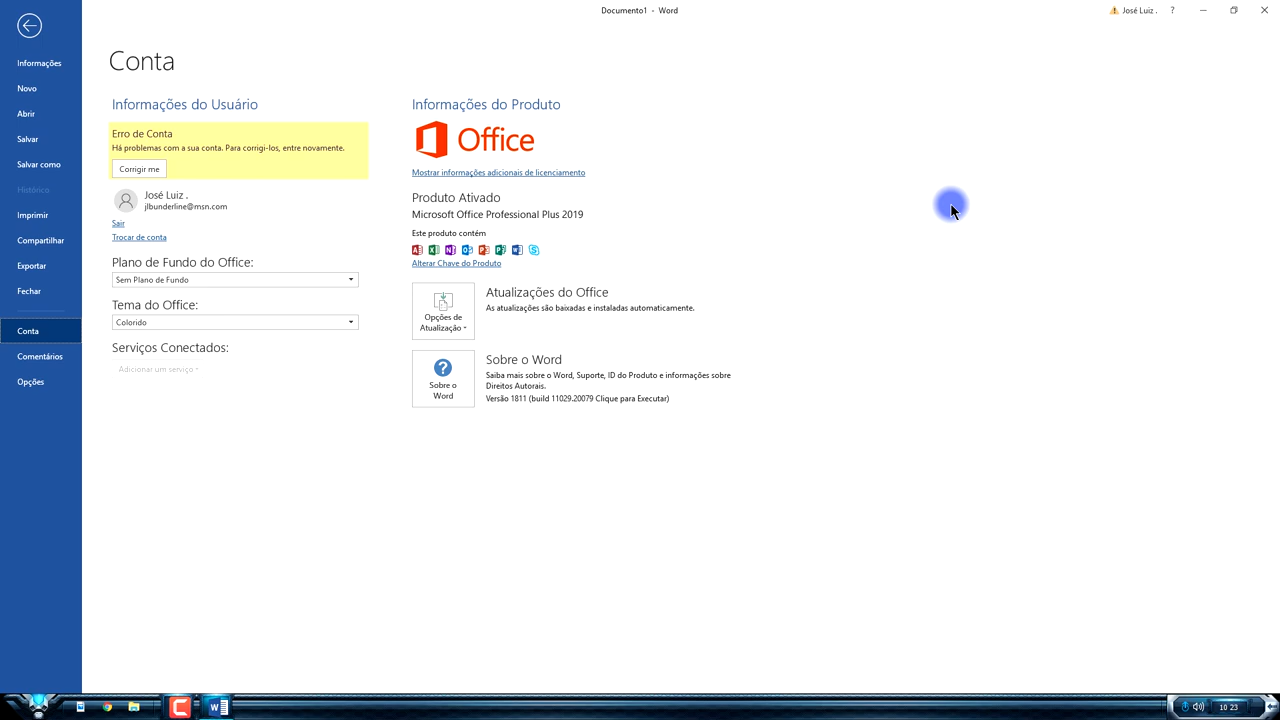 Documento1 - Word
José Luiz .
?
Informações
Novo
Abrir
Salvar
Salvar como
Histórico
Imprimir
Compartilhar
Exportar
Fechar
Conta
Comentários
Opções
Conta
Informações do Usuário
Erro de Conta
Há problemas com a sua conta. Para corrigi-los, entre novamente.
Corrigir me
José Luiz .
jlbunderline@msn.com
Sair
Trocar de conta
Plano de Fundo do Office:
Sem Plano de Fundo
Tema do Office:
Colorido
Serviços Conectados:
Adicionar um serviço
Informações do Produto
Office
Mostrar informações adicionais de licenciamento
Produto Ativado
Microsoft Office Professional Plus 2019
Este produto contém
Alterar Chave do Produto
Opções de
Atualização
Atualizações do Office
As atualizações são baixadas e instaladas automaticamente.
Sobre o
Word
Sobre o Word
Saiba mais sobre o Word, Suporte, ID do Produto e informações sobre
Direitos Autorais.
Versão 1811 (build 11029.20079 Clique para Executar)
10 23